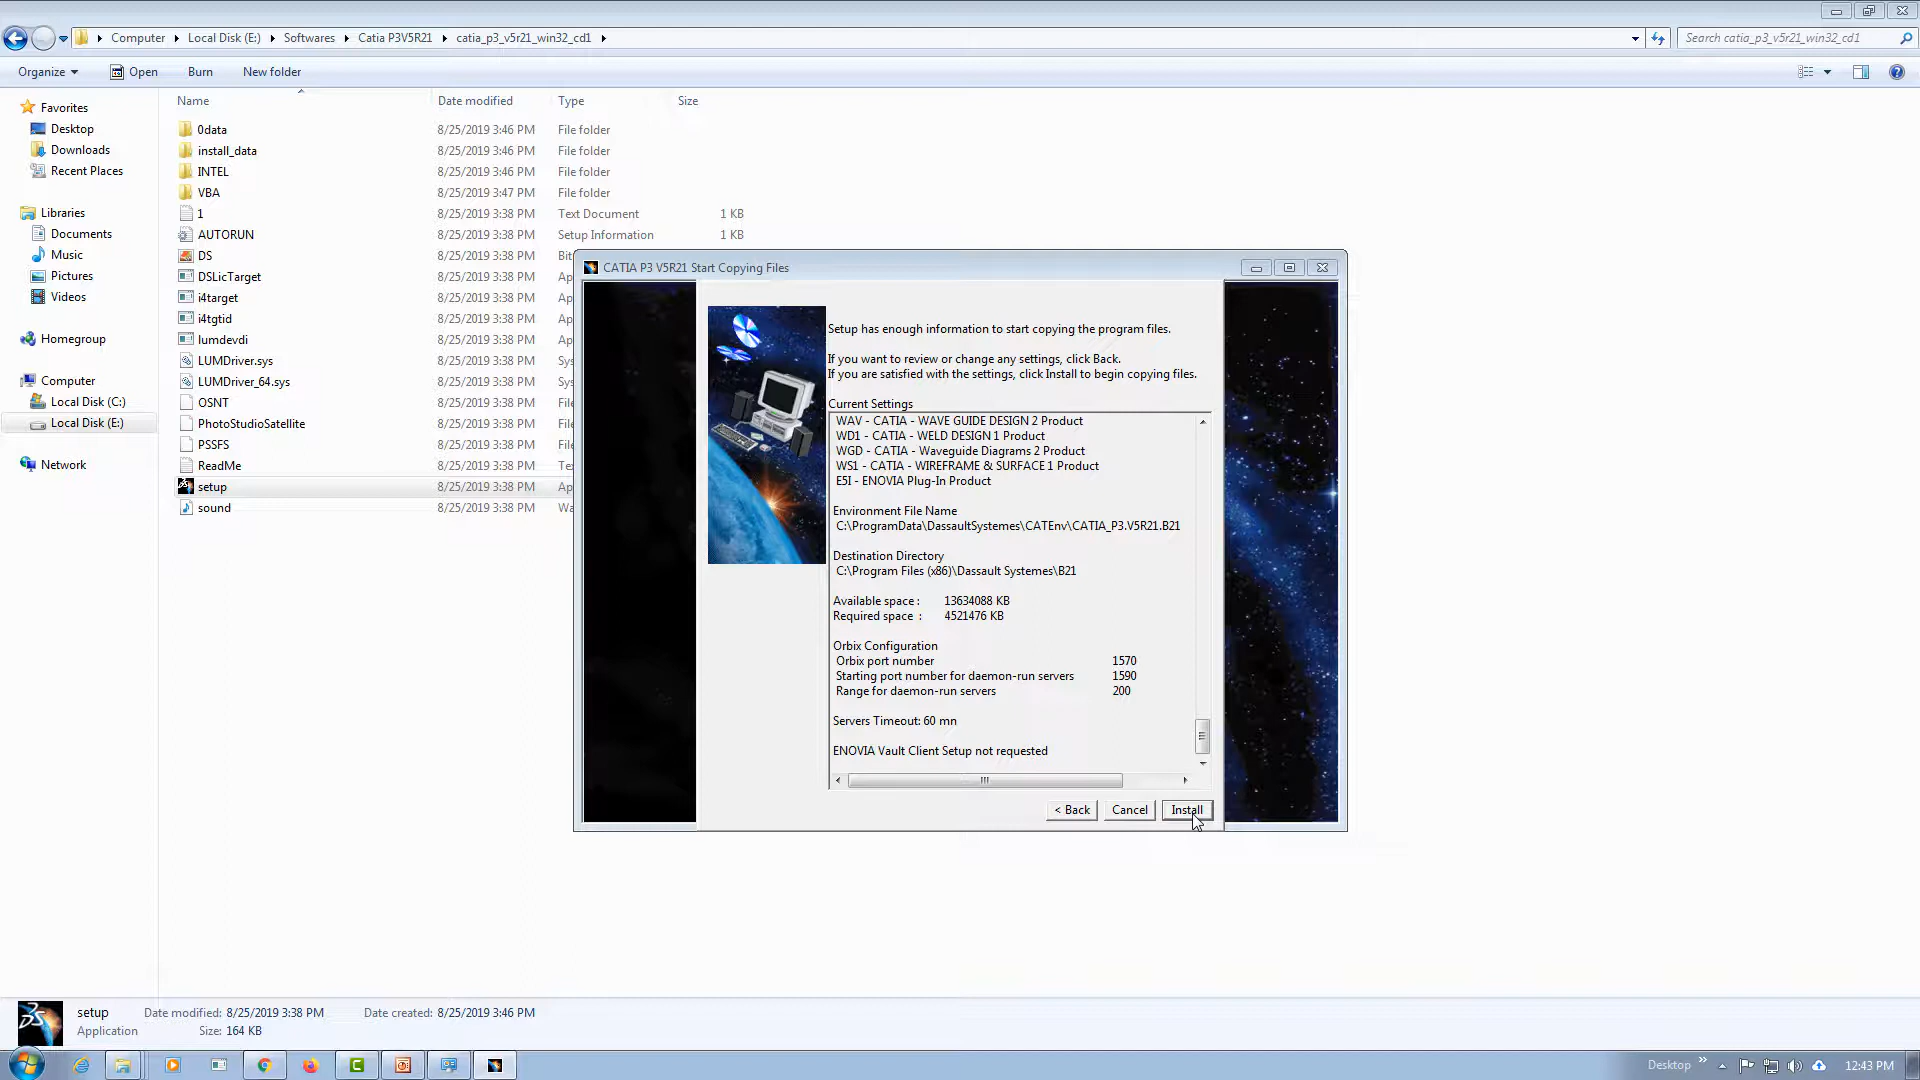 Computer Local Disk (E:) Softwares Catia P3V5R21 catia_p3_v5r21_win32_cd1
Search catia_p3_v5r21_win32_cd1
Organize Open Burn New folder
Name Date modified Type Size
Favorites
Desktop
Downloads
Recent Places
Libraries
Documents
Music
Pictures
Videos
Homegroup
Computer
Local Disk (C:)
Local Disk (E:)
Network
0data 8/25/2019 3:46 PM File folder
install_data 8/25/2019 3:46 PM File folder
INTEL 8/25/2019 3:46 PM File folder
VBA 8/25/2019 3:47 PM File folder
1 8/25/2019 3:38 PM Text Document 1 KB
AUTORUN 8/25/2019 3:38 PM Setup Information 1 KB
DS 8/25/2019 3:38 PM Bit
DSLicTarget 8/25/2019 3:38 PM Ap
i4target 8/25/2019 3:38 PM Ap
i4tgtid 8/25/2019 3:38 PM Ap
lumdevdi 8/25/2019 3:38 PM Ap
LUMDriver.sys 8/25/2019 3:38 PM Sys
LUMDriver_64.sys 8/25/2019 3:38 PM Sys
OSNT 8/25/2019 3:38 PM File
PhotoStudioSatellite 8/25/2019 3:38 PM File
PSSFS 8/25/2019 3:38 PM File
ReadMe 8/25/2019 3:38 PM Tex
setup 8/25/2019 3:38 PM Ap
sound 8/25/2019 3:38 PM Wa
CATIA P3 V5R21 Start Copying Files
Setup has enough information to start copying the program files.
If you want to review or change any settings, click Back.
If you are satisfied with the settings, click Install to begin copying files.
Current Settings
WAV - CATIA - WAVE GUIDE DESIGN 2 Product
WD1 - CATIA - WELD DESIGN 1 Product
WGD - CATIA - Waveguide Diagrams 2 Product
WS1 - CATIA - WIREFRAME & SURFACE 1 Product
E5I - ENOVIA Plug-In Product
Environment File Name
C:\ProgramData\DassaultSystemes\CATEnv\CATIA_P3.V5R21.B21
Destination Directory
C:\Program Files (x86)\Dassault Systemes\B21
Available space : 13634088 KB
Required space : 4521476 KB
Orbix Configuration
Orbix port number 1570
Starting port number for daemon-run servers 1590
Range for daemon-run servers 200
Servers Timeout: 60 mn
ENOVIA Vault Client Setup not requested
< Back Cancel Install
setup Date modified: 8/25/2019 3:38 PM Date created: 8/25/2019 3:46 PM
Application Size: 164 KB
Desktop 12:43 PM